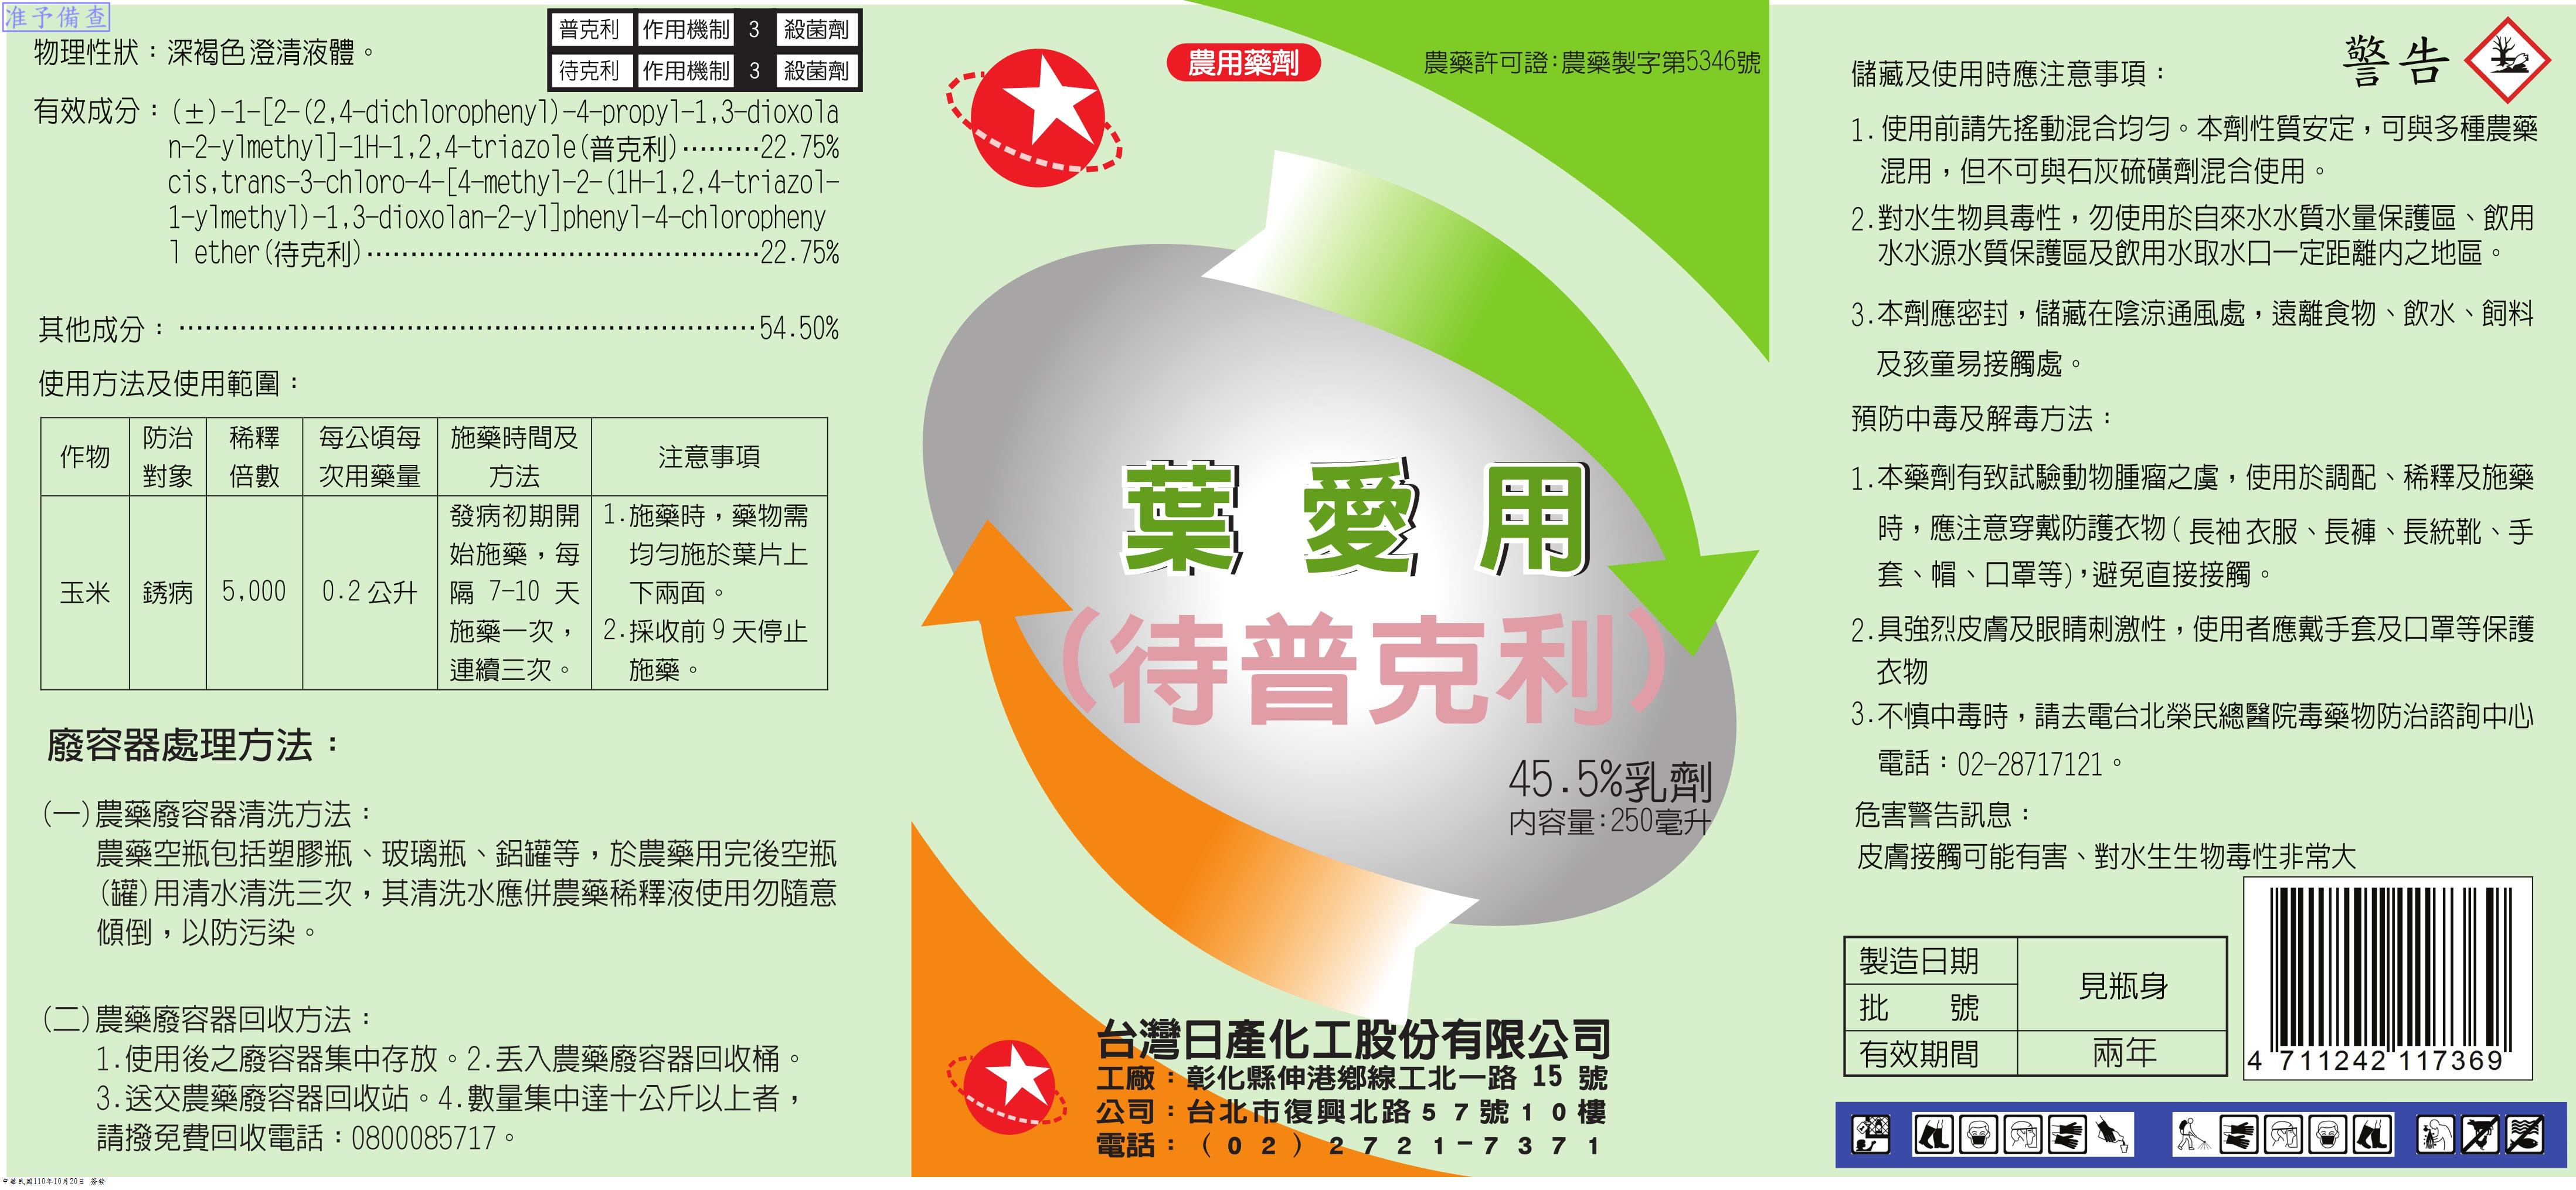 准予備查
物理性狀：深褐色澄清液體。
普克利 作用機制 3 殺菌劑
待克利 作用機制 3 殺菌劑
有效成分：(±)-1-[2-(2,4-dichlorophenyl)-4-propyl-1,3-dioxola
n-2-ylmethyl]-1H-1,2,4-triazole(普克利)………22.75%
cis,trans-3-chloro-4-[4-methyl-2-(1H-1,2,4-triazol-
1-ylmethyl)-1,3-dioxolan-2-yl]phenyl-4-chloropheny
l ether(待克利)………………………………………22.75%
其他成分：…………………………………………………………54.50%
使用方法及使用範圍：
作物 防治對象 稀釋倍數 每公頃每次用藥量 施藥時間及方法 注意事項
玉米 銹病 5,000 0.2公升
發病初期開
始施藥，每
隔 7-10 天
施藥一次，
連續三次。
1.施藥時，藥物需
均勻施於葉片上
下兩面。
2.採收前9天停止
施藥。
廢容器處理方法：
(一)農藥廢容器清洗方法：
農藥空瓶包括塑膠瓶、玻璃瓶、鋁罐等，於農藥用完後空瓶
(罐)用清水清洗三次，其清洗水應併農藥稀釋液使用勿隨意
傾倒，以防污染。
(二)農藥廢容器回收方法：
1.使用後之廢容器集中存放。2.丟入農藥廢容器回收桶。
3.送交農藥廢容器回收站。4.數量集中達十公斤以上者，
請撥免費回收電話：0800085717。
中華民國110年10月20日 簽發
農用藥劑
農藥許可證：農藥製字第5346號
葉愛用
(待普克利)
45.5%乳劑
內容量：250毫升
台灣日產化工股份有限公司
工廠：彰化縣伸港鄉線工北一路 15 號
公司：台北市復興北路57號10樓
電話：(02)2721-7371
警告
儲藏及使用時應注意事項：
1.使用前請先搖動混合均勻。本劑性質安定，可與多種農藥
混用，但不可與石灰硫磺劑混合使用。
2.對水生物具毒性，勿使用於自來水水質水量保護區、飲用
水水源水質保護區及飲用水取水口一定距離內之地區。
3.本劑應密封，儲藏在陰涼通風處，遠離食物、飲水、飼料
及孩童易接觸處。
預防中毒及解毒方法：
1.本藥劑有致試驗動物腫瘤之虞，使用於調配、稀釋及施藥
時，應注意穿戴防護衣物(長袖衣服、長褲、長統靴、手
套、帽、口罩等)，避免直接接觸。
2.具強烈皮膚及眼睛刺激性，使用者應戴手套及口罩等保護
衣物
3.不慎中毒時，請去電台北榮民總醫院毒藥物防治諮詢中心
電話：02-28717121。
危害警告訊息：
皮膚接觸可能有害、對水生生物毒性非常大
製造日期 見瓶身
批號
有效期間 兩年
4 711242 117369